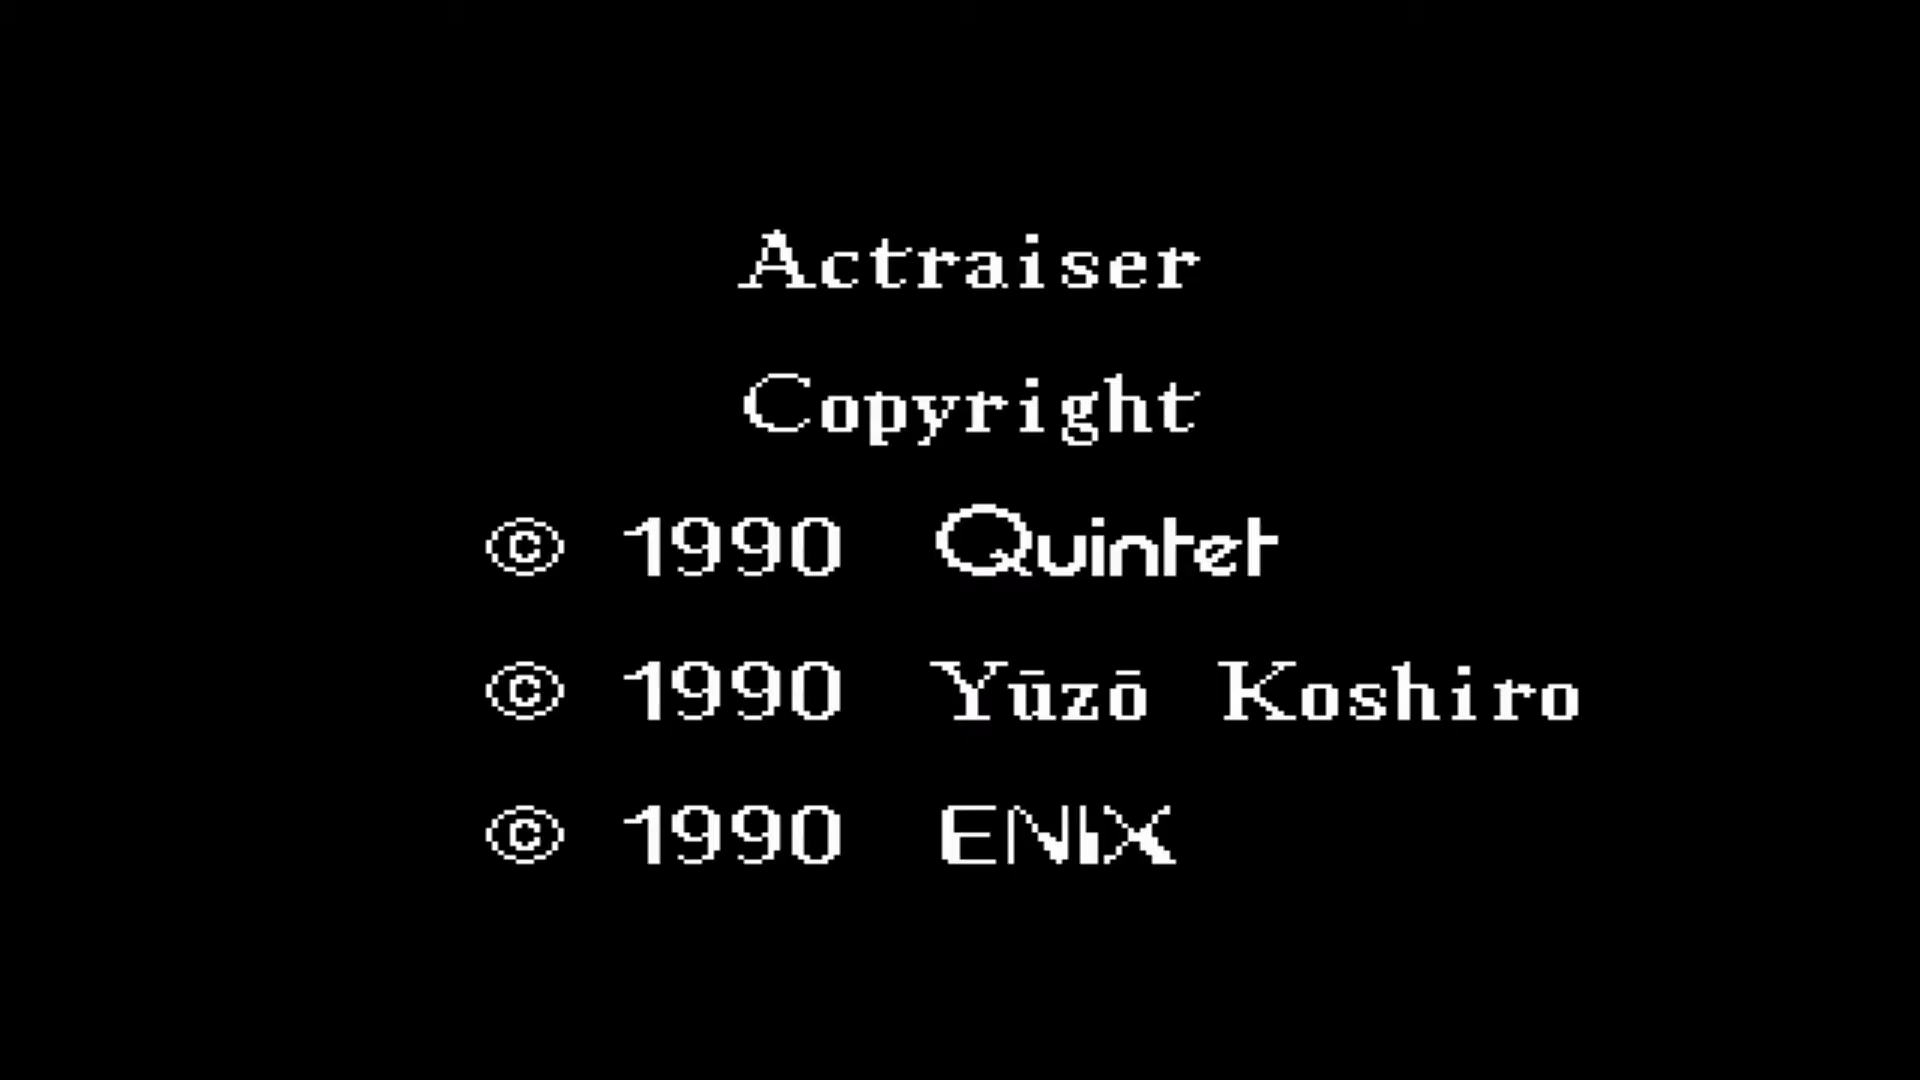 Actraiser
Copyright
© 1990 Quintet
© 1990 Yūzō Koshiro
© 1990 ENIX